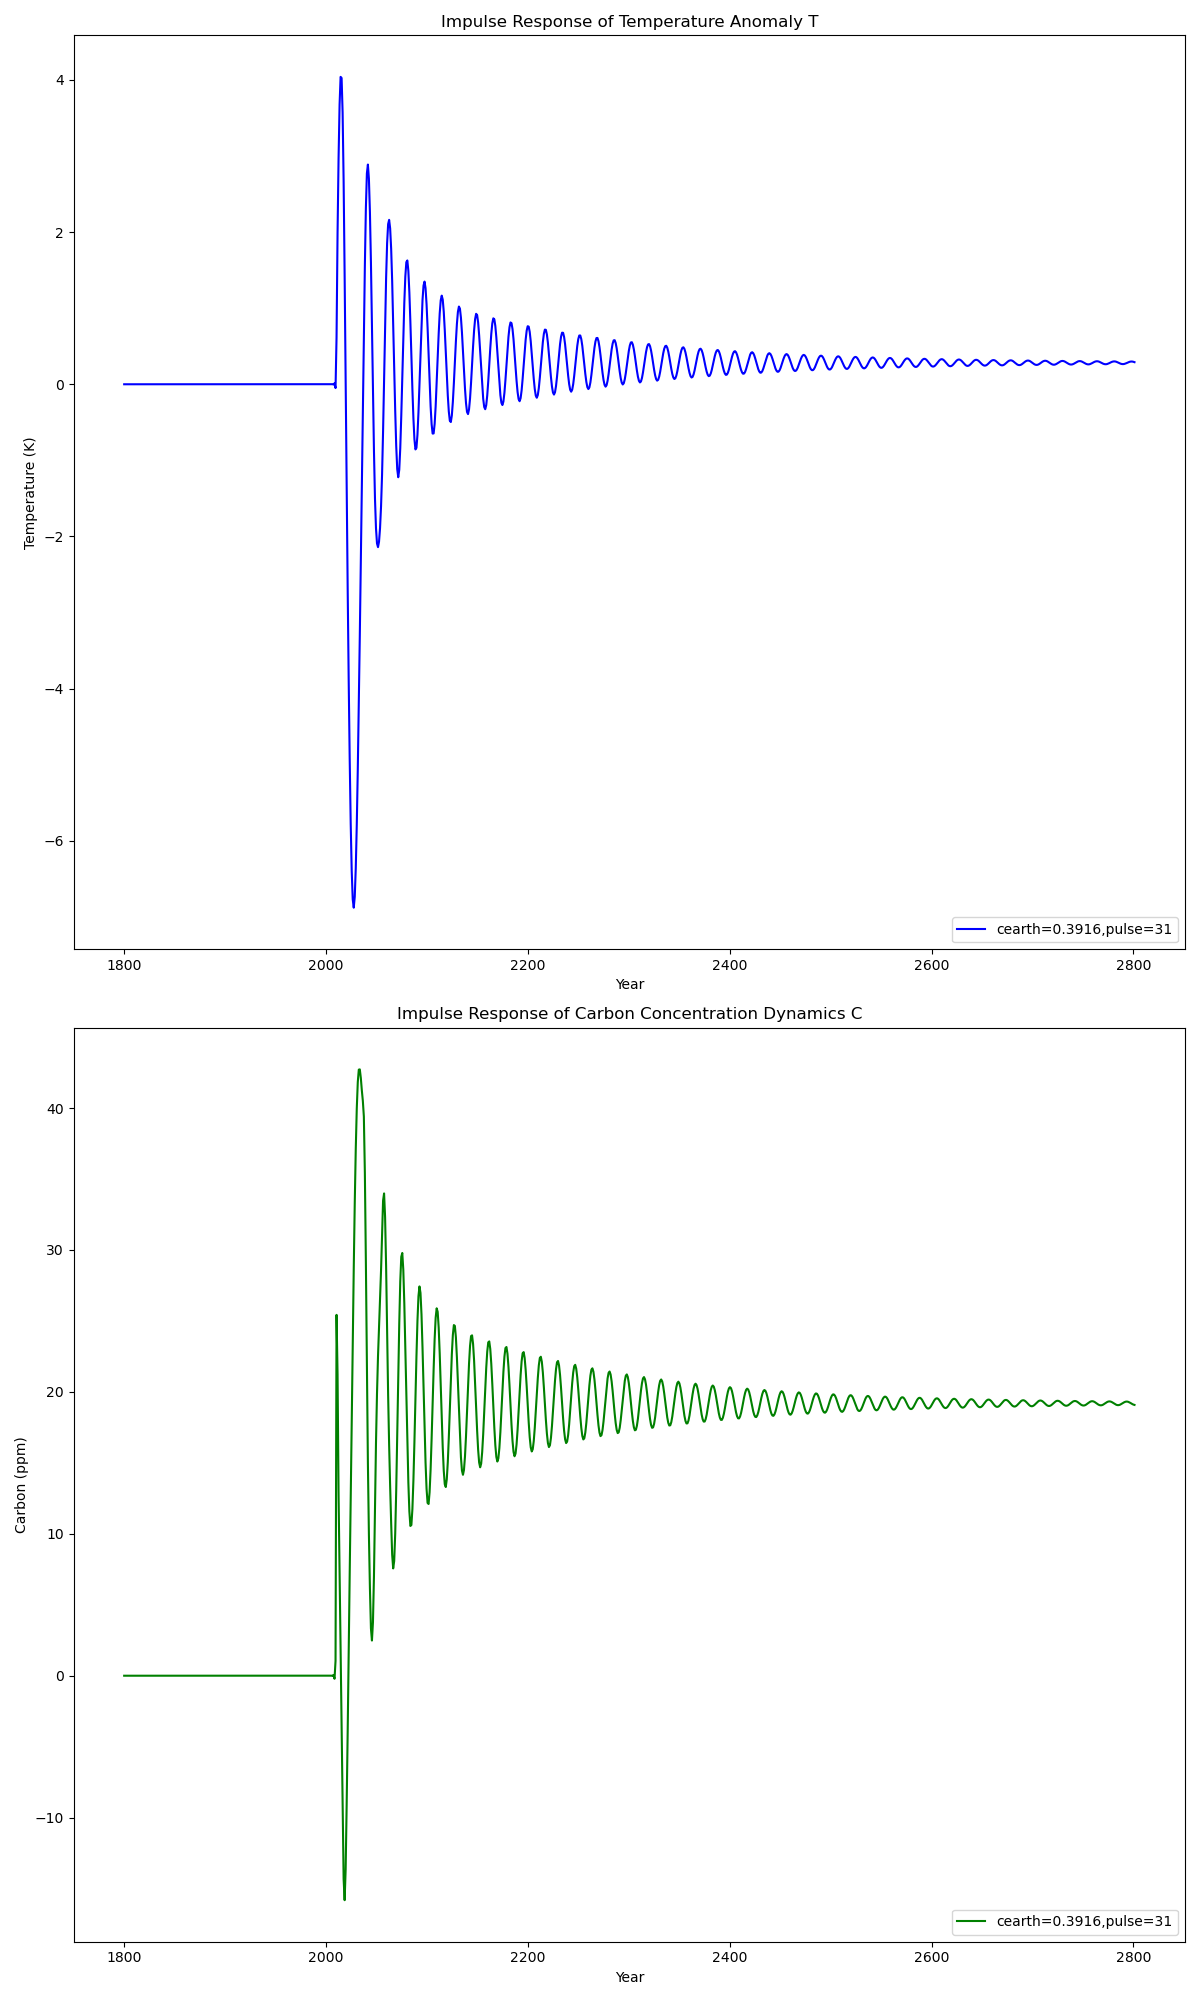 Impulse Response of Temperature Anomaly T
4
2
0
−2
−4
−6
Temperature (K)
cearth=0.3916,pulse=31
1800 2000 2200 2400 2600 2800
Year
Impulse Response of Carbon Concentration Dynamics C
40
30
20
10
0
−10
Carbon (ppm)
cearth=0.3916,pulse=31
1800 2000 2200 2400 2600 2800
Year